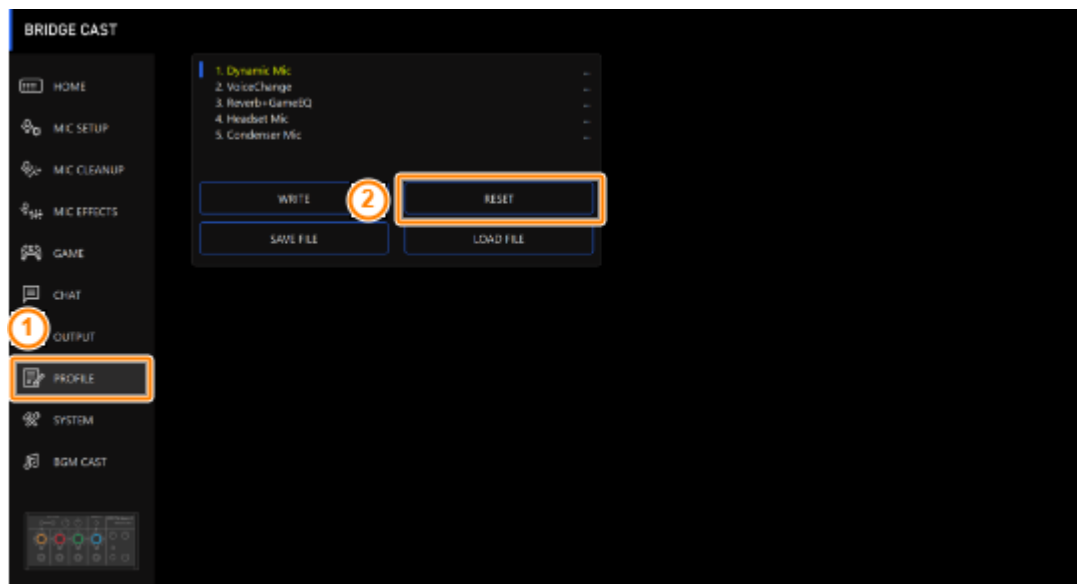 BRIDGE CAST
HOME
MIC SETUP
MIC CLEANUP
MIC EFFECTS
GAME
CHAT
1
OUTPUT
PROFILE
SYSTEM
BGM CAST
1. Dynamic Mic ...
2. VoiceChange ...
3. Reverb+GameEQ ...
4. Headset Mic ...
5. Condenser Mic ...
WRITE
2
RESET
SAVE FILE
LOAD FILE